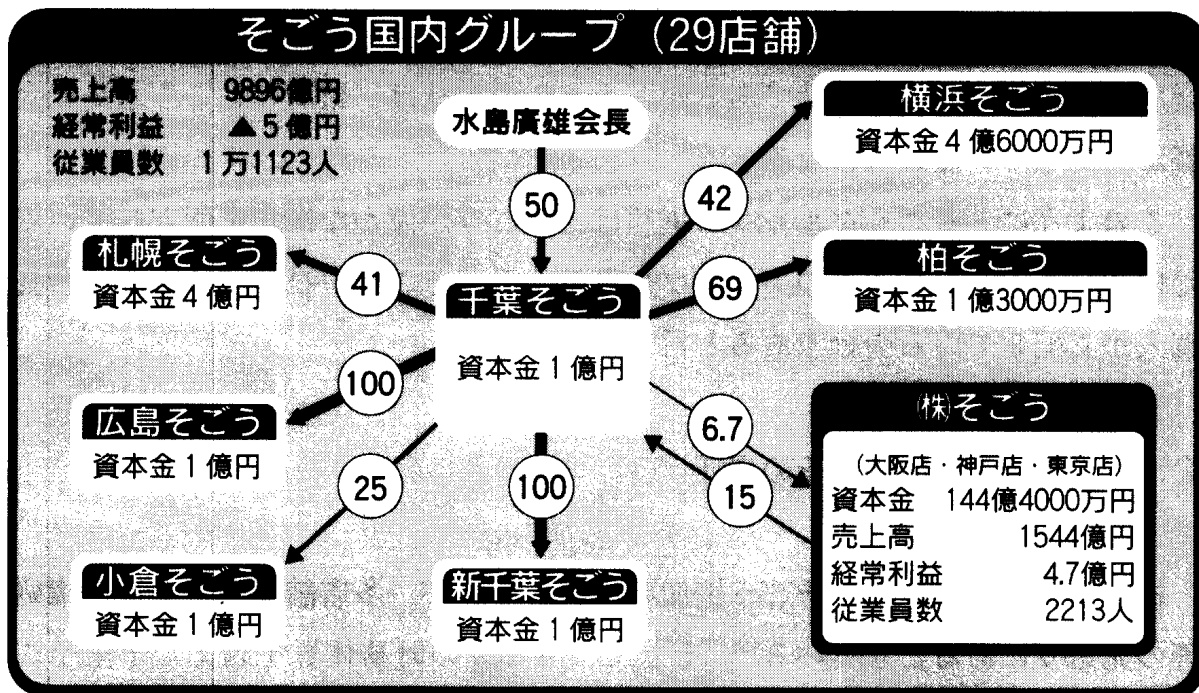 そごう国内グループ（29店舗）
売上高 9896億円
経常利益 ▲5億円
従業員数 1万1123人
水島廣雄会長
50
42
横浜そごう
資本金4億6000万円
札幌そごう
資本金4億円
41
千葉そごう
資本金1億円
69
柏そごう
資本金1億3000万円
100
広島そごう
資本金1億円
6.7
15
25
100
小倉そごう
資本金1億円
新千葉そごう
資本金1億円
㈱そごう
（大阪店・神戸店・東京店）
資本金 144億4000万円
売上高 1544億円
経常利益 4.7億円
従業員数 2213人